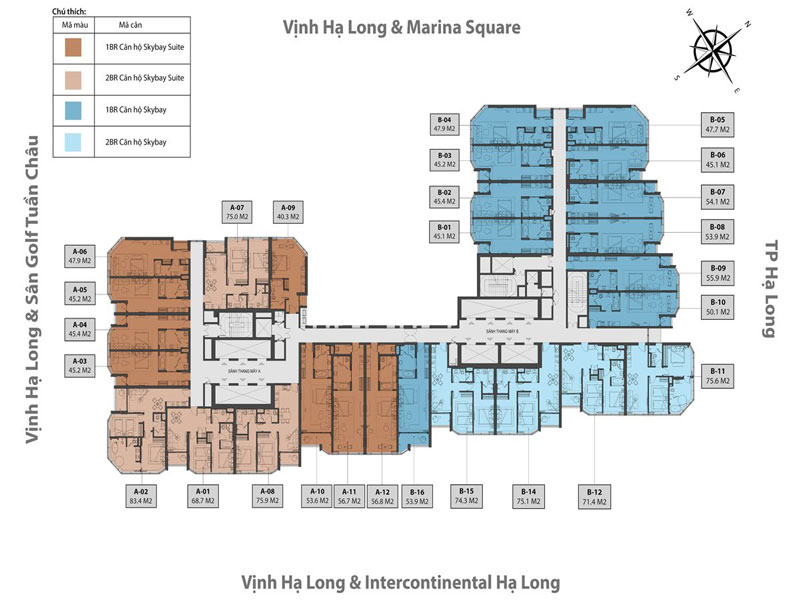 Chú thích:
Mã màu
Mã căn
1BR Căn hộ Skybay Suite
2BR Căn hộ Skybay Suite
1BR Căn hộ Skybay
2BR Căn hộ Skybay
Vịnh Hạ Long & Marina Square
W
N
S
E
Vịnh Hạ Long & Sân Golf Tuần Châu
TP Hạ Long
B-04
47.9 M2
B-03
45.2 M2
B-02
45.4 M2
B-01
45.1 M2
B-05
47.7 M2
B-06
45.1 M2
B-07
54.1 M2
B-08
53.9 M2
B-09
55.9 M2
B-10
50.1 M2
A-07
75.0 M2
A-09
40.3 M2
A-06
47.9 M2
A-05
45.2 M2
A-04
45.4 M2
A-03
45.2 M2
SẢNH THANG MÁY A
SẢNH THANG MÁY B
B-11
75.6 M2
A-02
83.4 M2
A-01
68.7 M2
A-08
75.9 M2
A-10
53.6 M2
A-11
56.7 M2
A-12
56.8 M2
B-16
53.9 M2
B-15
74.3 M2
B-14
75.1 M2
B-12
71.4 M2
Vịnh Hạ Long & Intercontinental Hạ Long